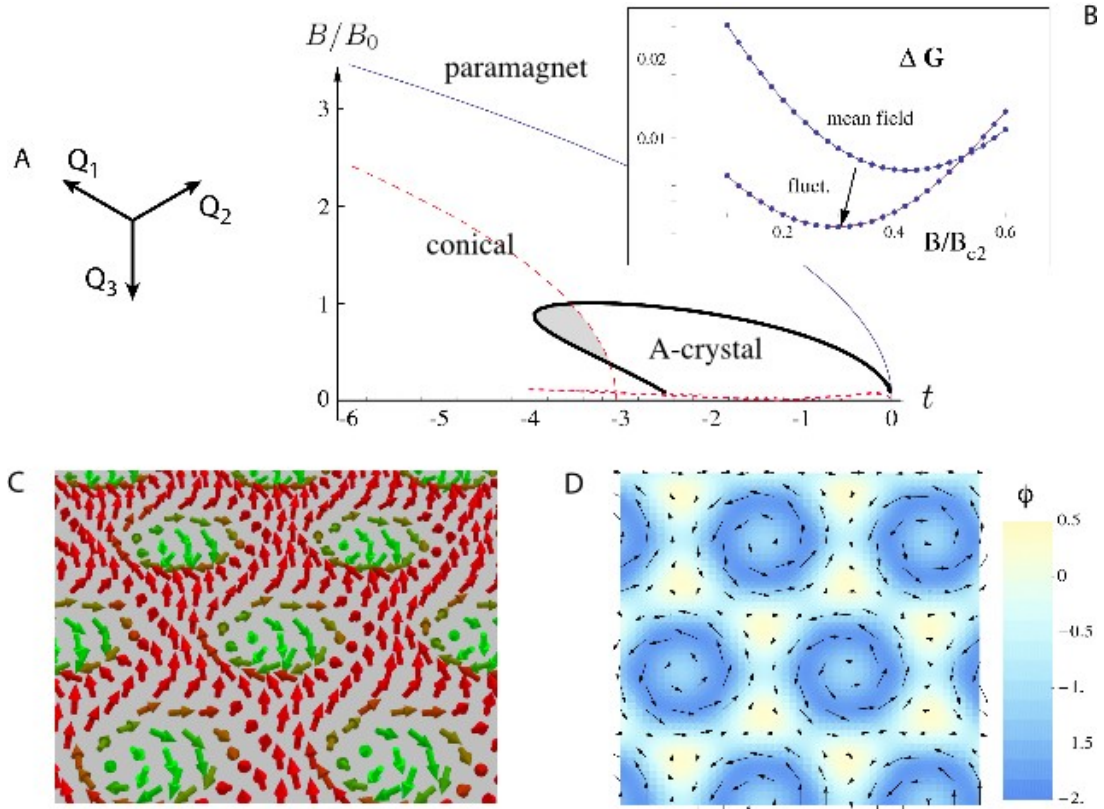 A
Q1
Q2
Q3
B/B0
paramagnet
3
2
conical
1
A-crystal
0
-6
-5
-4
-3
-2
-1
0
t
B
0.02
Δ G
mean field
0.01
fluct.
0.2
0.4
0.6
B/Bc2
C
D
ϕ
0.5
0
-0.5
-1.
1.5
-2.